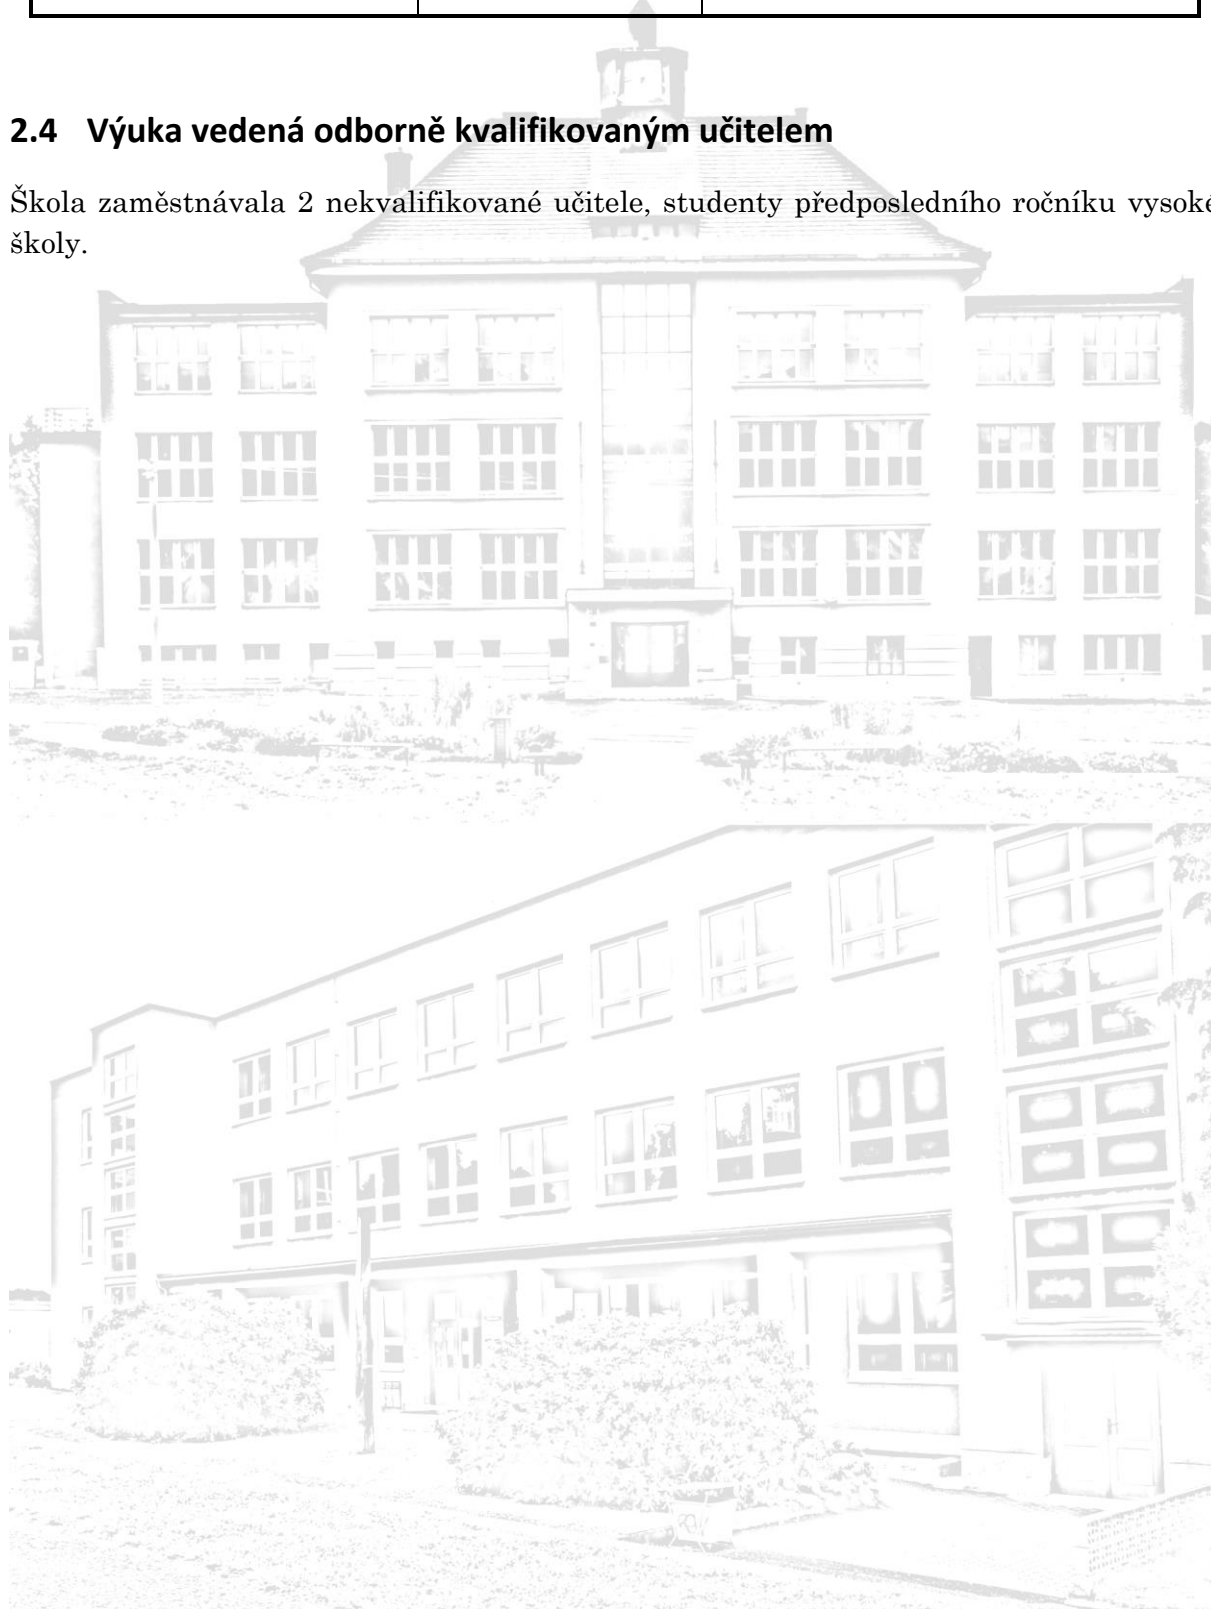 2.4 Výuka vedená odborně kvalifikovaným učitelem
Škola zaměstnávala 2 nekvalifikované učitele, studenty předposledního ročníku vysoké
školy.